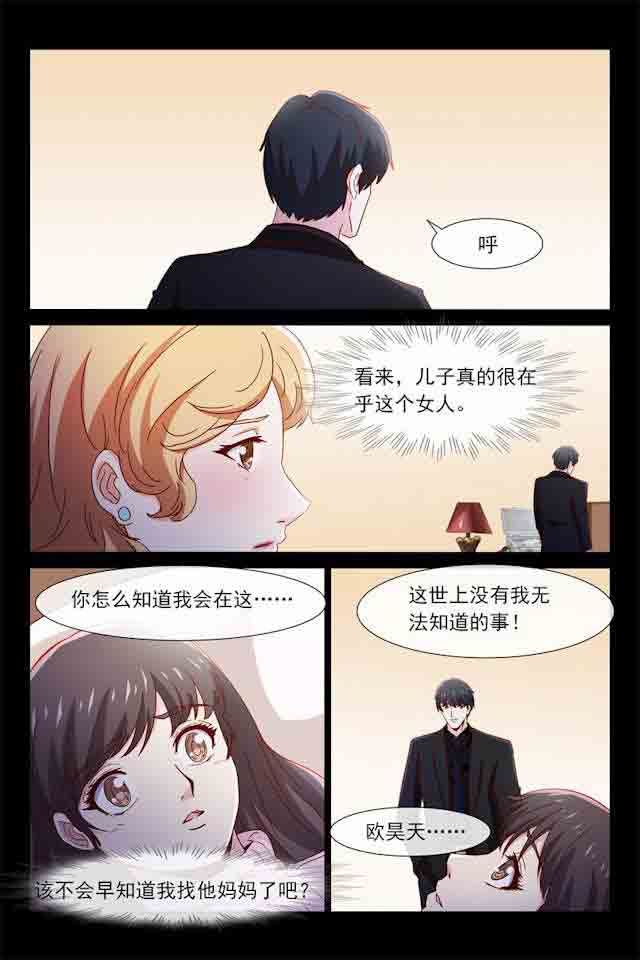 呼
看来，儿子真的很在
乎这个女人。
你怎么知道我会在这……
该不会早知道我找他妈妈了吧？
这世上没有我无
法知道的事！
欧昊天……